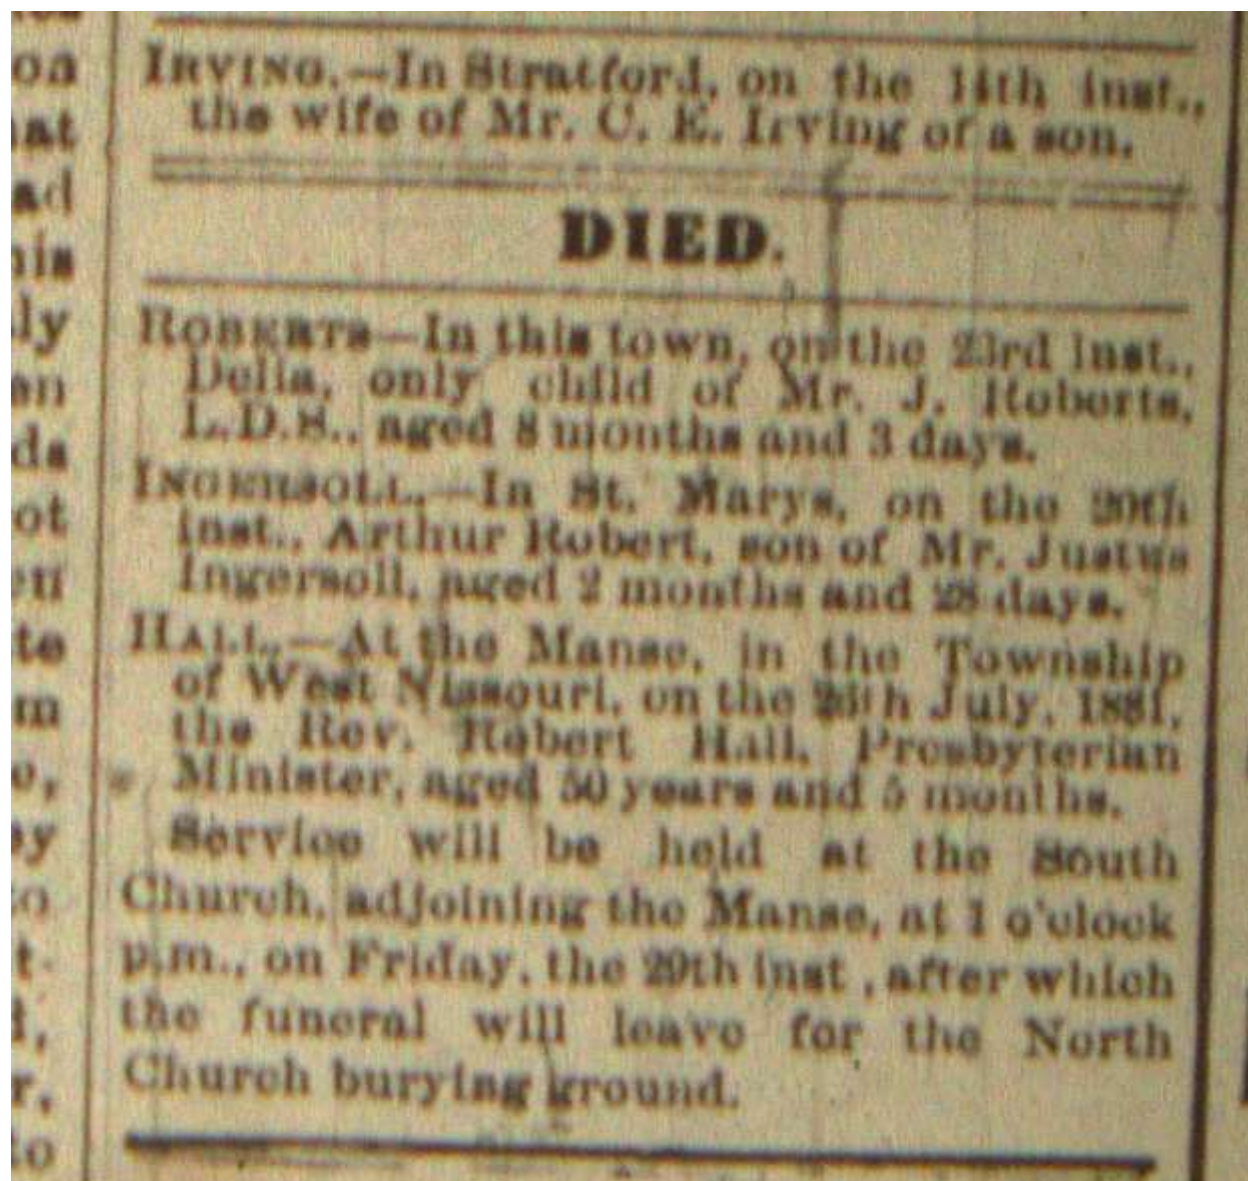 IRVING.—In Stratford, on the 14th inst.,
the wife of Mr. C. E. Irving of a son.
DIED.
ROBERTS—In this town, on the 23rd inst.,
Della, only child of Mr. J. Roberts,
L.D.S., aged 8 months and 3 days.
INGERSOLL.—In St. Marys, on the 20th
inst., Arthur Robert, son of Mr. Justus
Ingersoll, aged 2 months and 28 days.
HALL.—At the Manse, in the Township
of West Nissouri, on the July, 1881,
the Rev. Robert Hall, Presbyterian
Minister, aged 50 years and 5 months.
Service will be held at the South
Church, adjoining the Manse, at 1 o'clock
p.m., on Friday, the 29th inst., after which
the funeral will leave for the North
Church burying ground.